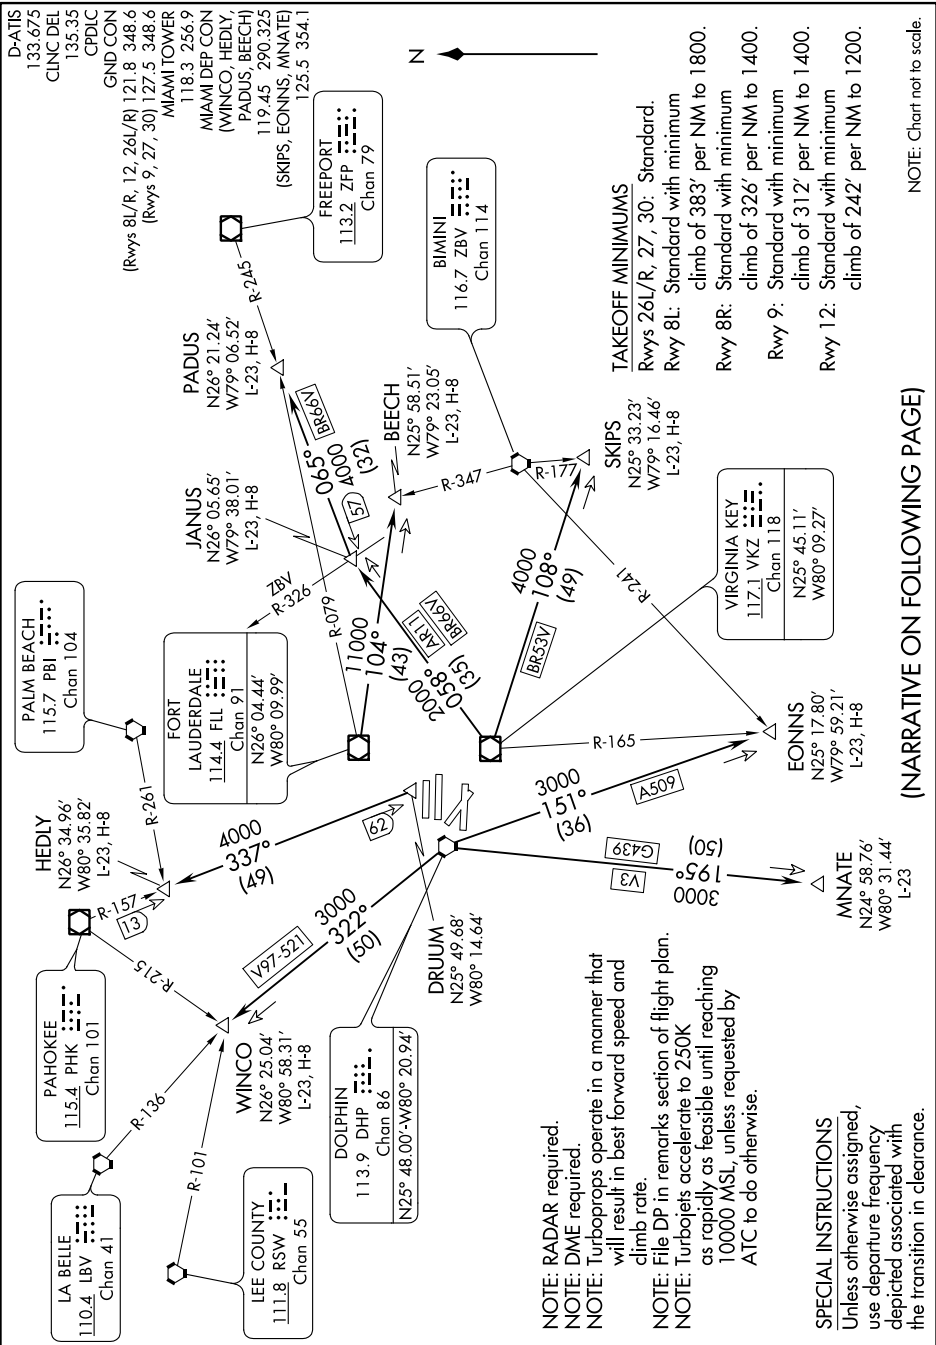 D-ATIS
133.675
CLNC DEL
135.35
CPDLC
GND CON
(Rwys 8L/R, 12, 26L/R) 121.8 348.6
(Rwys 9, 27, 30) 127.5 348.6
MIAMI TOWER
118.3 256.9
MIAMI DEP CON
(WINCO, HEDLY,
PADUS, BEECH)
119.45 290.325
(SKIPS, EONNS, MNATE)
125.5 354.1
N
LA BELLE
110.4 LBV
Chan 41
PAHOKEE
115.4 PHK
Chan 101
PALM BEACH
115.7 PBI
Chan 104
FREEPORT
113.2 ZFP
Chan 79
LEE COUNTY
111.8 RSW
Chan 55
R-101
R-136
R-215
R-157
13
R-261
HEDLY
N26° 34.96'
W80° 35.82'
L-23, H-8
WINCO
N26° 25.04'
W80° 58.31'
L-23, H-8
V97-521
3000
322°
(50)
4000
337°
(49)
62
DRUUM
N25° 49.68'
W80° 14.64'
DOLPHIN
113.9 DHP
Chan 86
N25° 48.00'-W80° 20.94'
FORT
LAUDERDALE
114.4 FLL
Chan 91
N26° 04.44'
W80° 09.99'
JANUS
N26° 05.65'
W79° 38.01'
L-23, H-8
PADUS
N26° 21.24'
W79° 06.52'
L-23, H-8
R-245
R-079
ZBV
R-326
57
065°
4000
(32)
BR66V
11000
104°
(43)
2000
058°
(35)
AR11
BR66V
BEECH
N25° 58.51'
W79° 23.05'
L-23, H-8
BIMINI
116.7 ZBV
Chan 114
R-347
R-177
R-241
SKIPS
N25° 33.23'
W79° 16.46'
L-23, H-8
4000
108°
(49)
BR53V
VIRGINIA KEY
117.1 VKZ
Chan 118
N25° 45.11'
W80° 09.27'
R-165
3000
151°
(36)
A509
EONNS
N25° 17.80'
W79° 59.21'
L-23, H-8
V3
G439
3000
195°
(50)
MNATE
N24° 58.76'
W80° 31.44'
L-23
TAKEOFF MINIMUMS
Rwys 26L/R, 27, 30: Standard.
Rwy 8L: Standard with minimum
climb of 383' per NM to 1800.
Rwy 8R: Standard with minimum
climb of 326' per NM to 1400.
Rwy 9: Standard with minimum
climb of 312' per NM to 1400.
Rwy 12: Standard with minimum
climb of 242' per NM to 1200.
NOTE: RADAR required.
NOTE: DME required.
NOTE: Turboprops operate in a manner that
will result in best forward speed and
climb rate.
NOTE: File DP in remarks section of flight plan.
NOTE: Turbojets accelerate to 250K
as rapidly as feasible until reaching
10000 MSL, unless requested by
ATC to do otherwise.
SPECIAL INSTRUCTIONS
Unless otherwise assigned,
use departure frequency
depicted associated with
the transition in clearance.
(NARRATIVE ON FOLLOWING PAGE)
NOTE: Chart not to scale.